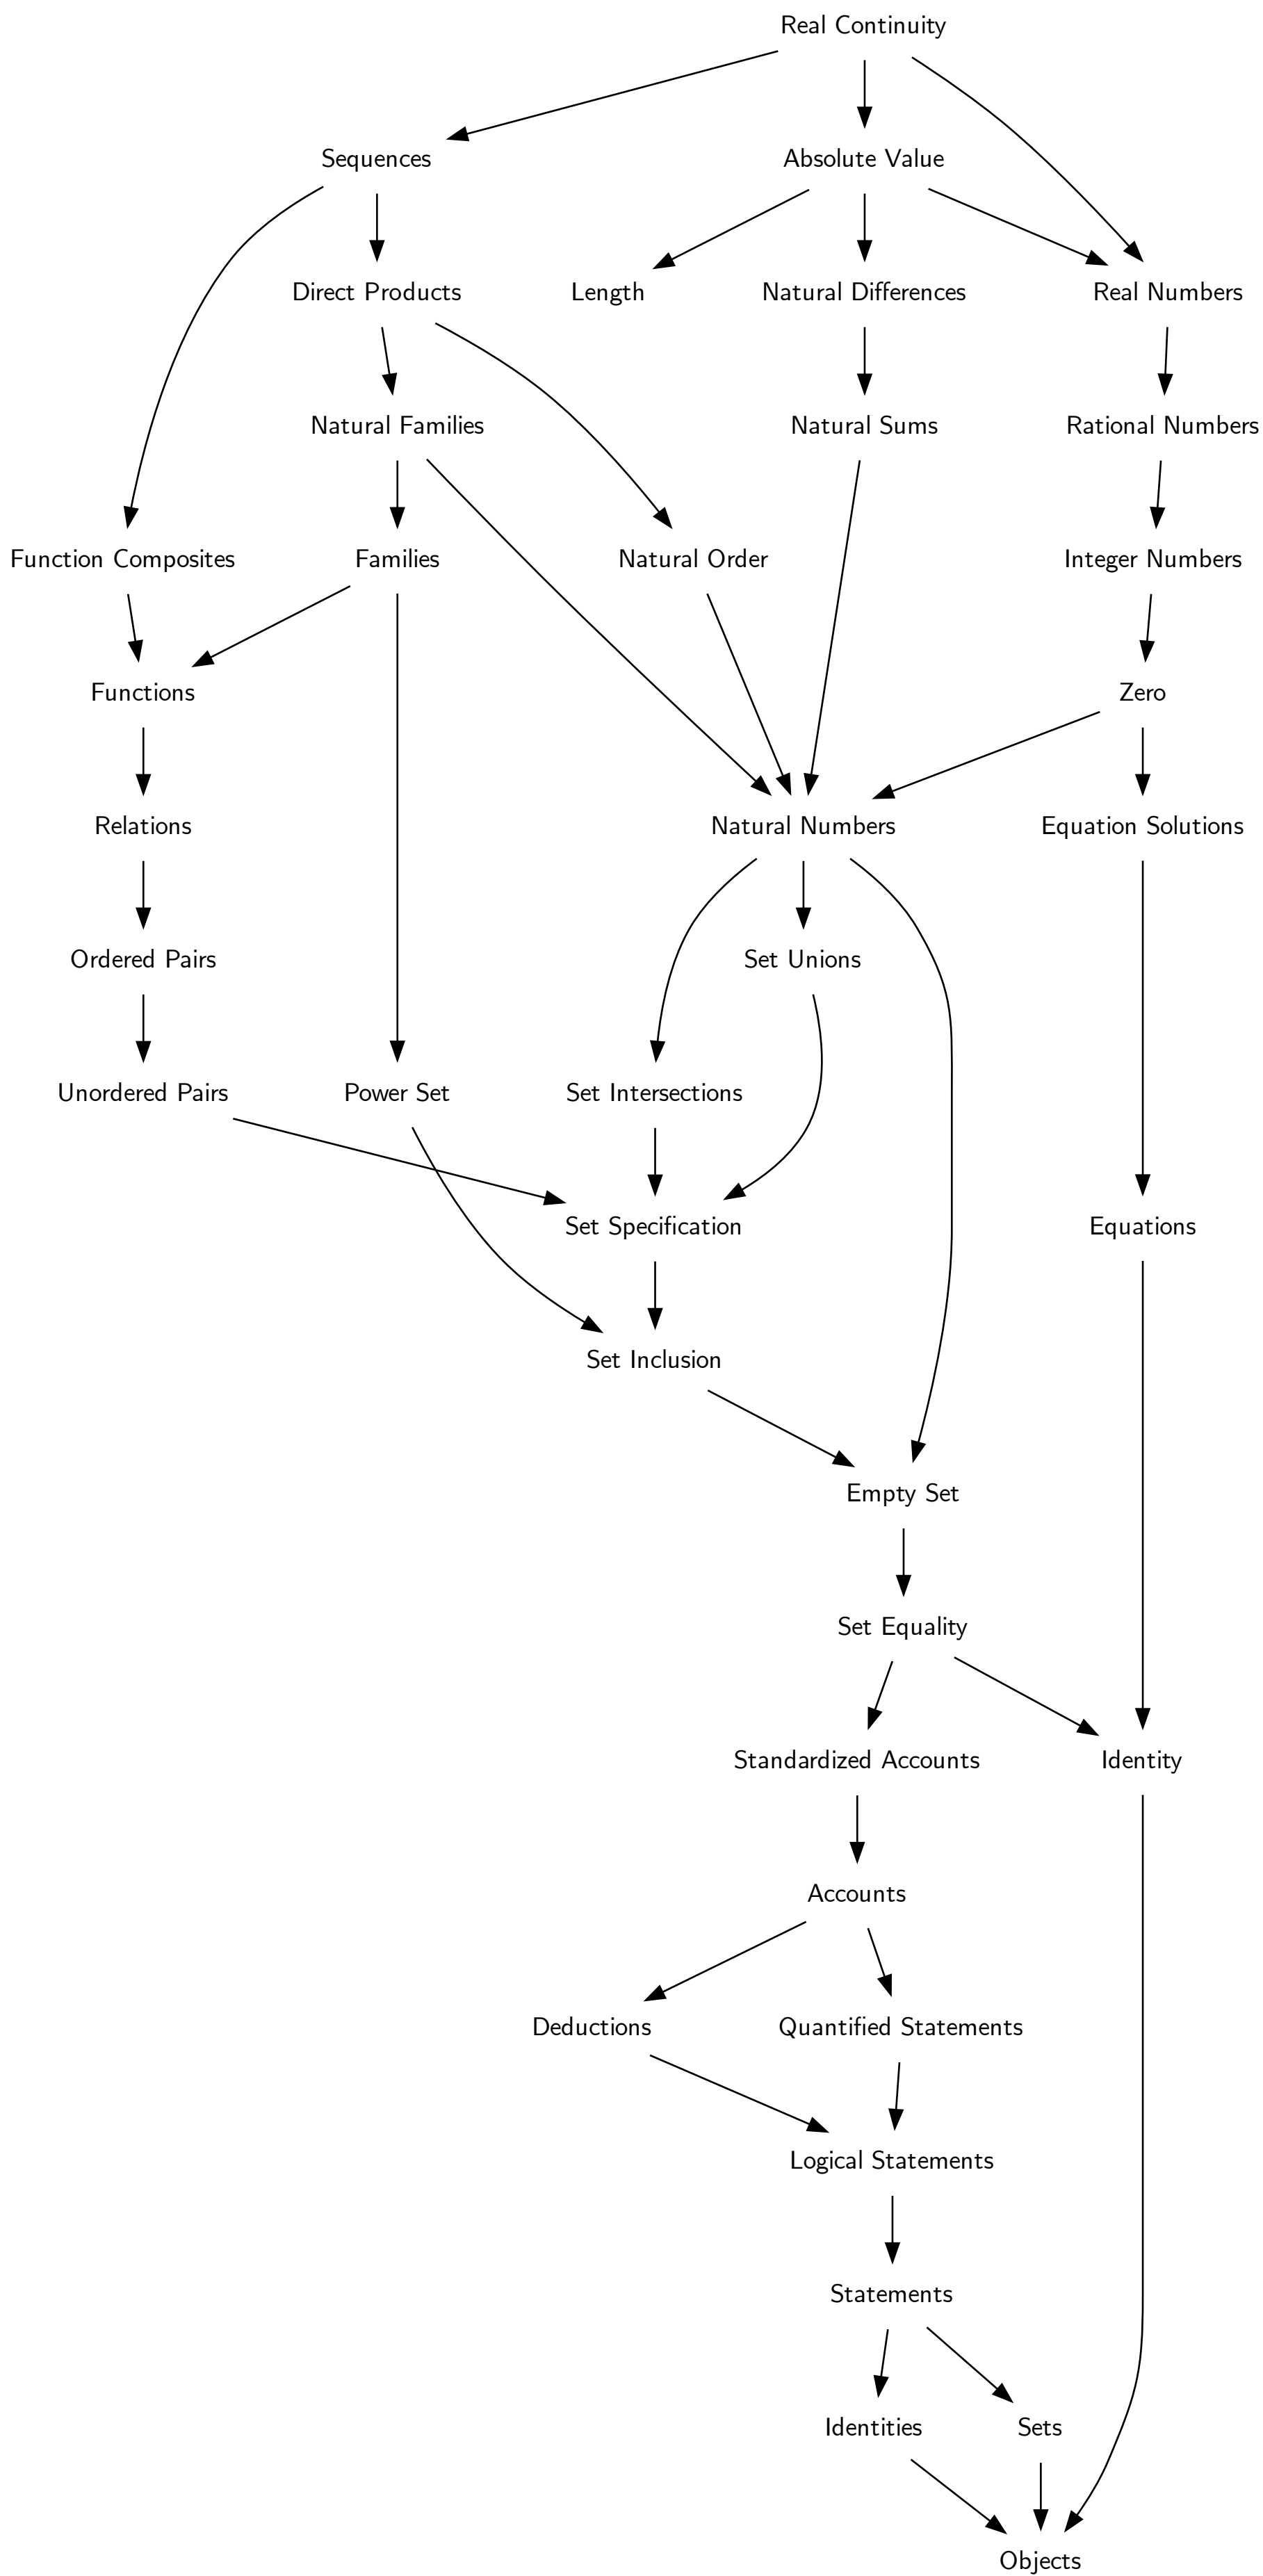 Real Continuity
Sequences
Absolute Value
Direct Products
Length
Natural Differences
Real Numbers
Natural Families
Natural Sums
Rational Numbers
Function Composites
Families
Natural Order
Integer Numbers
Functions
Zero
Relations
Natural Numbers
Equation Solutions
Ordered Pairs
Set Unions
Unordered Pairs
Power Set
Set Intersections
Set Specification
Equations
Set Inclusion
Empty Set
Set Equality
Standardized Accounts
Identity
Accounts
Deductions
Quantified Statements
Logical Statements
Statements
Identities
Sets
Objects